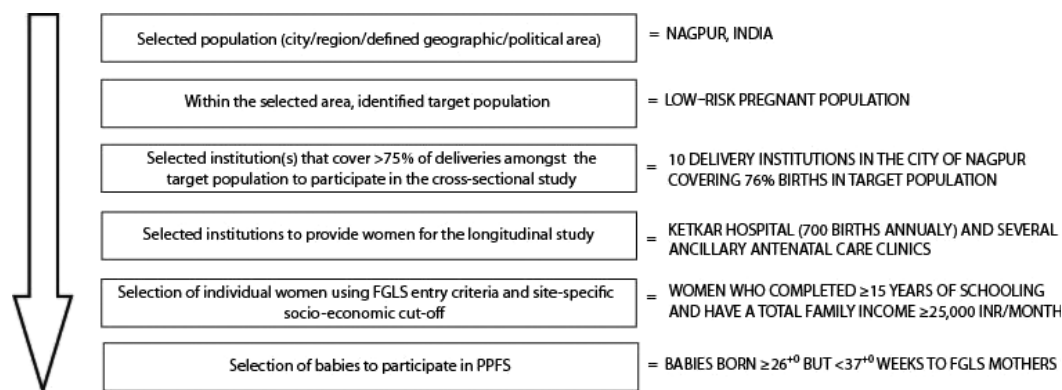 Selected population (city/region/defined geographic/political area)
= NAGPUR, INDIA
Within the selected area, identified target population
= LOW-RISK PREGNANT POPULATION
Selected institution(s) that cover >75% of deliveries amongst the
target population to participate in the cross-sectional study
= 10 DELIVERY INSTITUTIONS IN THE CITY OF NAGPUR
COVERING 76% BIRTHS IN TARGET POPULATION
Selected institutions to provide women for the longitudinal study
= KETKAR HOSPITAL (700 BIRTHS ANNUALY) AND SEVERAL
ANCILLARY ANTENATAL CARE CLINICS
Selection of individual women using FGLS entry criteria and site-specific
socio-economic cut-off
= WOMEN WHO COMPLETED ≥15 YEARS OF SCHOOLING
AND HAVE A TOTAL FAMILY INCOME ≥25,000 INR/MONTH
Selection of babies to participate in PPFS
= BABIES BORN ≥26⁺⁰ BUT <37⁺⁰ WEEKS TO FGLS MOTHERS